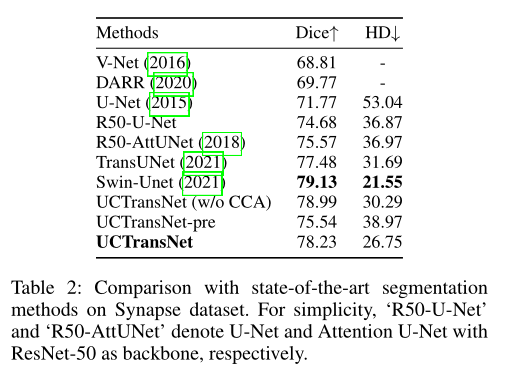 Methods Dice↑ HD↓
V-Net (2016) 68.81 -
DARR (2020) 69.77 -
U-Net (2015) 71.77 53.04
R50-U-Net 74.68 36.87
R50-AttUNet (2018) 75.57 36.97
TransUNet (2021) 77.48 31.69
Swin-Unet (2021) 79.13 21.55
UCTransNet (w/o CCA) 78.99 30.29
UCTransNet-pre 75.54 38.97
UCTransNet 78.23 26.75
Table 2: Comparison with state-of-the-art segmentation
methods on Synapse dataset. For simplicity, ‘R50-U-Net’
and ‘R50-AttUNet’ denote U-Net and Attention U-Net with
ResNet-50 as backbone, respectively.